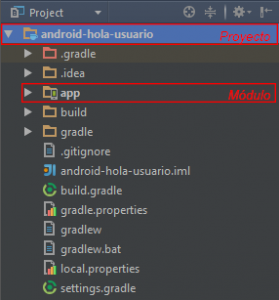 Project
android-hola-usuario Proyecto
.gradle
.idea
app Módulo
build
gradle
.gitignore
android-hola-usuario.iml
build.gradle
gradle.properties
gradlew
gradlew.bat
local.properties
settings.gradle